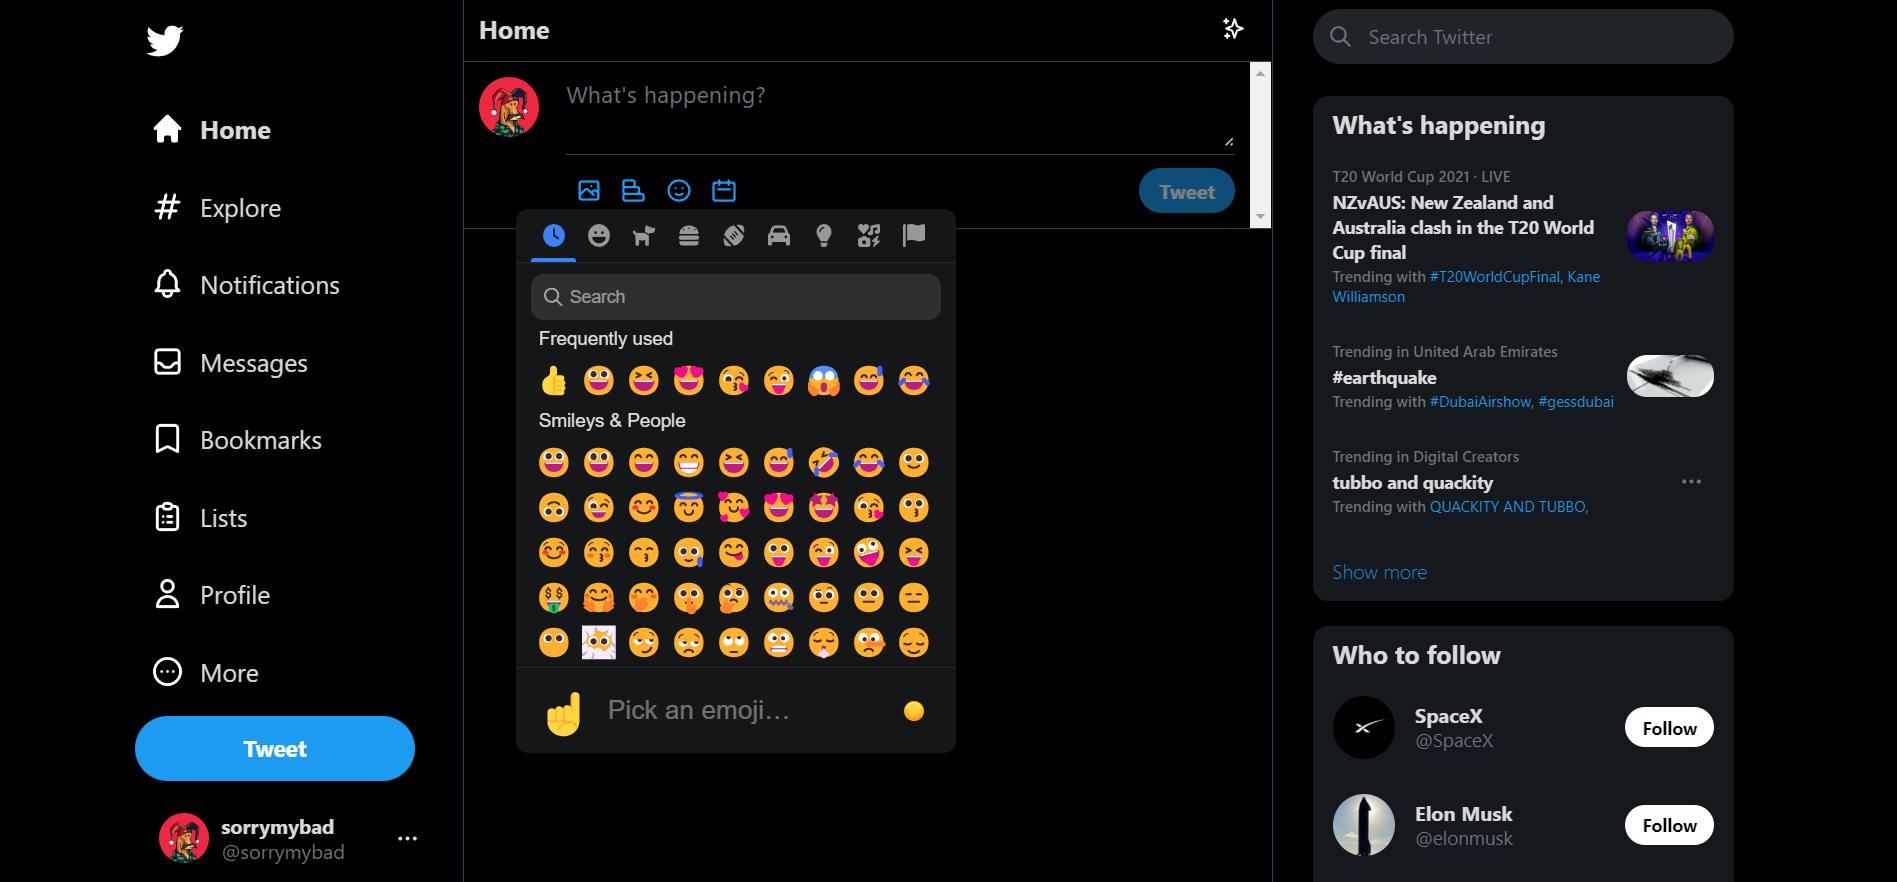 Home
Explore
Notifications
Messages
Bookmarks
Lists
Profile
More
Tweet
sorrymybad
@sorrymybad
Home
What's happening?
Tweet
Search
Frequently used
Smileys & People
Pick an emoji…
Search Twitter
What's happening
T20 World Cup 2021 · LIVE
NZvAUS: New Zealand and
Australia clash in the T20 World
Cup final
Trending with #T20WorldCupFinal, Kane
Williamson
Trending in United Arab Emirates
#earthquake
Trending with #DubaiAirshow, #gessdubai
Trending in Digital Creators
tubbo and quackity
Trending with QUACKITY AND TUBBO,
Show more
Who to follow
SpaceX
@SpaceX
Follow
Elon Musk
@elonmusk
Follow